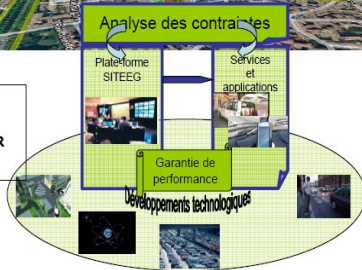 Analyse des contraintes
Plate-forme
SITEEG
Services
et
applications
R
Garantie de
performance
Développements technologiques